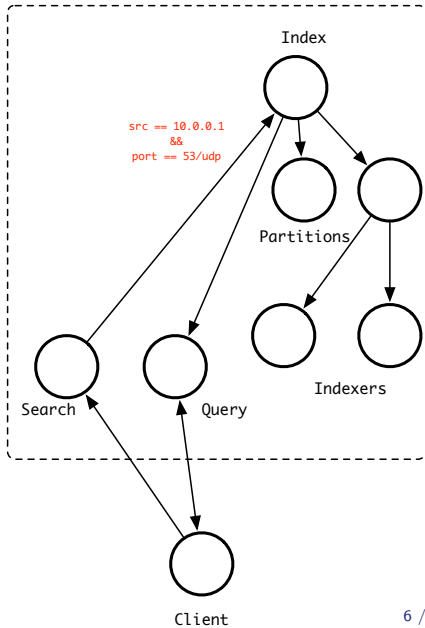 Index
src == 10.0.0.1
&&
port == 53/udp
Partitions
Indexers
Search
Query
Client
6 /